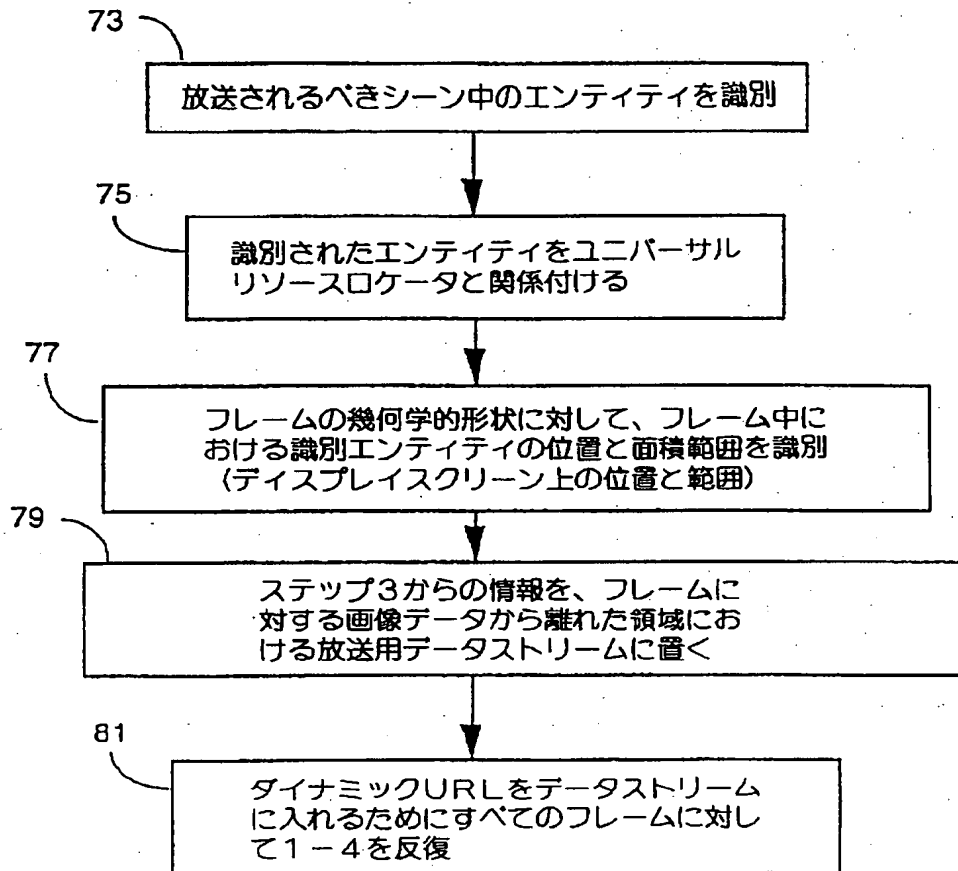 73
放送されるべきシーン中のエンティティを識別
75
識別されたエンティティをユニバーサル
リソースロケータと関係付ける
77
フレームの幾何学的形状に対して、フレーム中に
おける識別エンティティの位置と面積範囲を識別
(ディスプレイスクリーン上の位置と範囲)
79
ステップ3からの情報を、フレームに
対する画像データから離れた領域にお
ける放送用データストリームに置く
81
ダイナミックURLをデータストリーム
に入れるためにすべてのフレームに対し
て1-4を反復